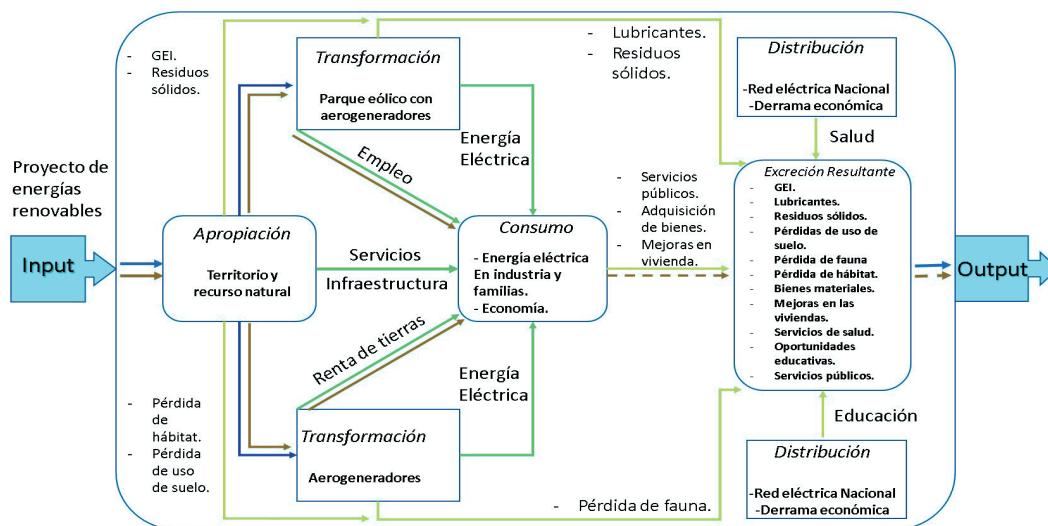 Proyecto de
energías
renovables
Input
- GEI.
- Residuos
sólidos.
Apropiación
Territorio y
recurso natural
- Pérdida
de
hábitat.
- Pérdida
de uso
de suelo.
Transformación
Parque eólico con
aerogeneradores
Empleo
Energía
Eléctrica
Servicios
Infraestructura
Renta de tierras
Transformación
Aerogeneradores
Energía
Eléctrica
Consumo
- Energía eléctrica
En industria y
familias.
- Economía.
- Lubricantes.
- Residuos
sólidos.
- Servicios
públicos.
- Adquisición
de bienes.
- Mejoras en
vivienda.
- Pérdida de fauna.
Distribución
-Red eléctrica Nacional
-Derrama económica
Salud
Excreción Resultante
- GEI.
- Lubricantes.
- Residuos sólidos.
- Pérdidas de uso de
suelo.
- Pérdida de fauna
- Pérdida de hábitat.
- Bienes materiales.
- Mejoras en las
viviendas.
- Servicios de salud.
- Oportunidades
educativas.
- Servicios públicos.
Educación
Distribución
-Red eléctrica Nacional
- Derrama económica
Output